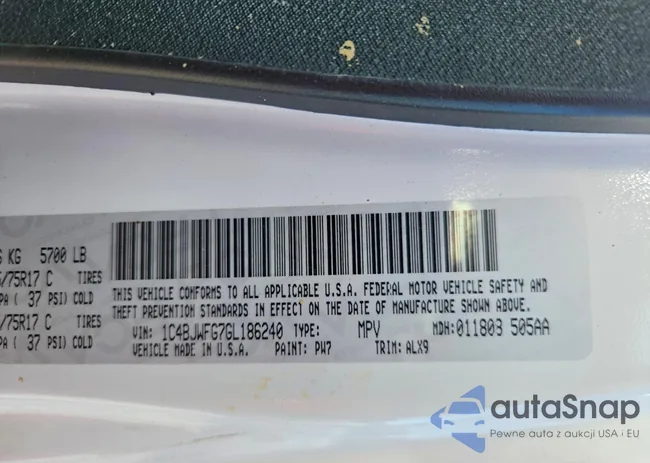 KG 5700 LB
/75R17 C TIRES
PA ( 37 PSI) COLD
/75R17 C TIRES
PA ( 37 PSI) COLD
THIS VEHICLE CONFORMS TO ALL APPLICABLE U.S.A. FEDERAL MOTOR VEHICLE SAFETY AND
THEFT PREVENTION STANDARDS IN EFFECT ON THE DATE OF MANUFACTURE SHOWN ABOVE.
VIN: 1C4BJWFG7GL186240 TYPE: MPV MDH: 011803 505AA
VEHICLE MADE IN U.S.A. PAINT: PW7 TRIM: ALX9
autaSnap
Pewne auta z aukcji USA i EU